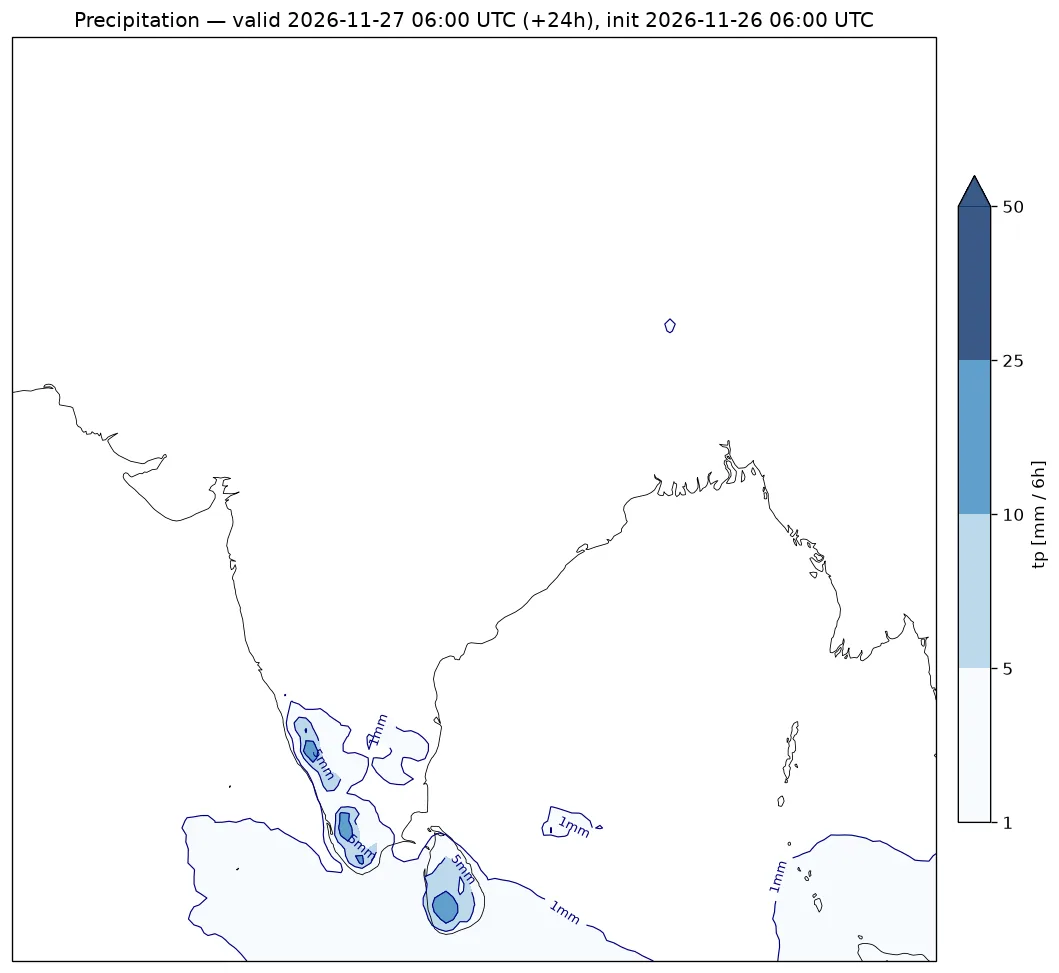 Precipitation — valid 2026-11-27 06:00 UTC (+24h), init 2026-11-26 06:00 UTC
50
25
10
5
1
tp [mm / 6h]
1mm
5mm
1mm
5mm
5mm
1mm
1mm